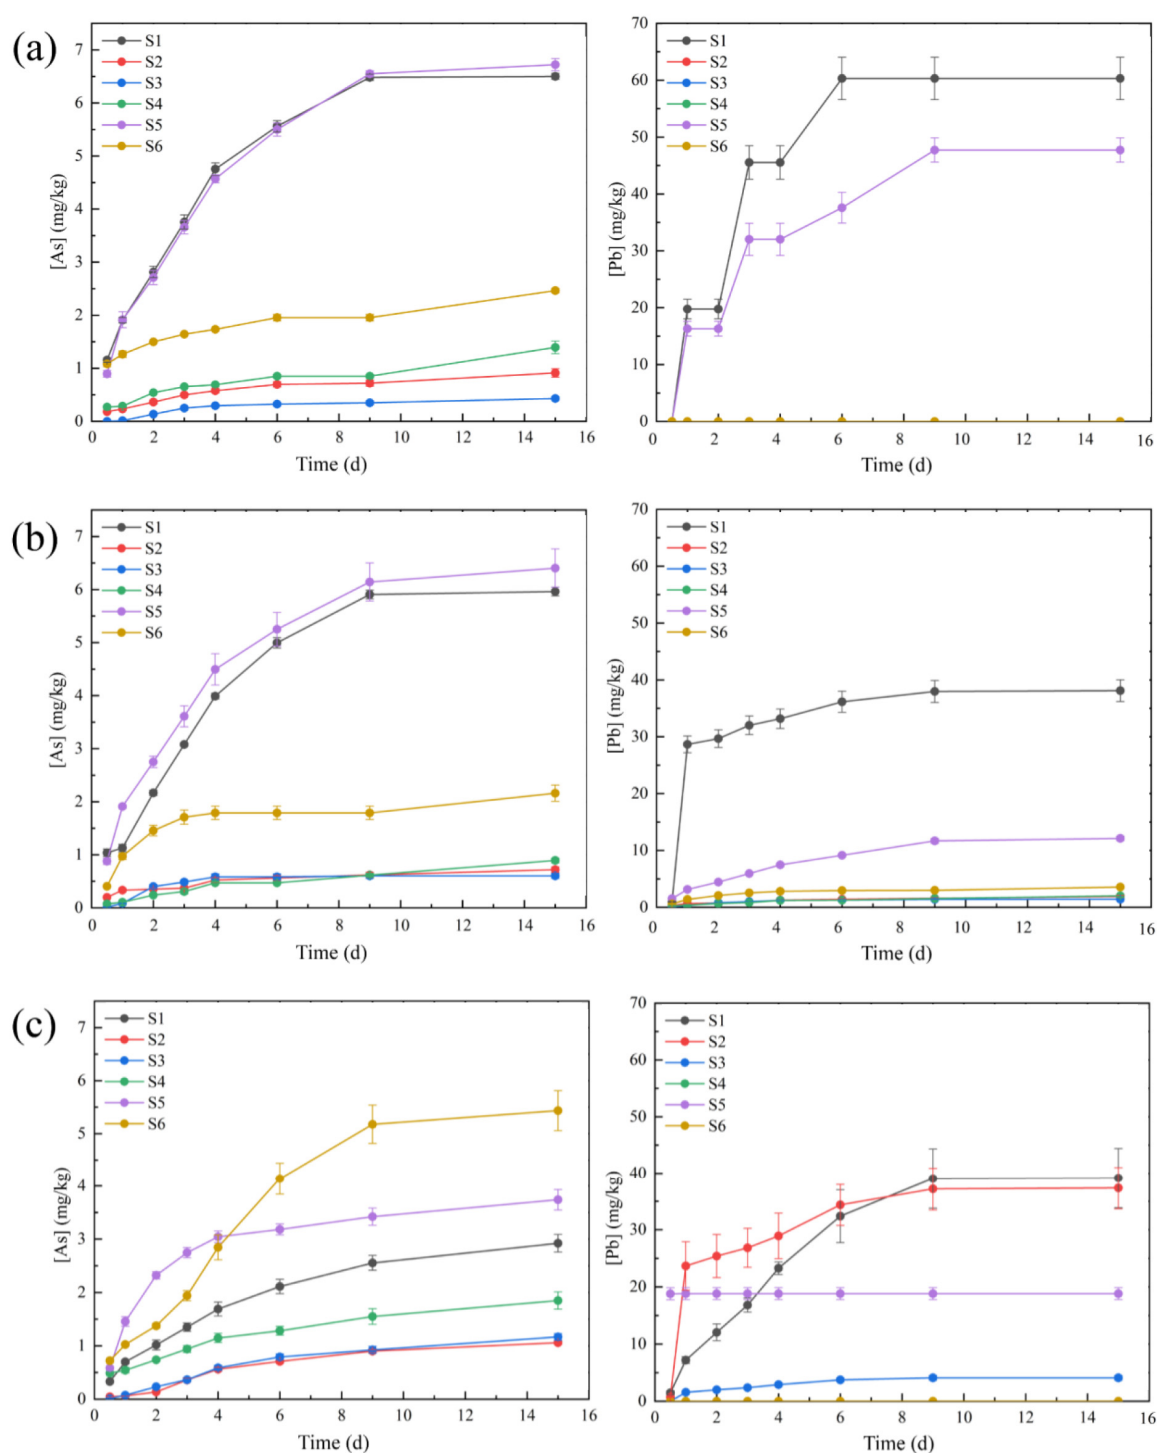 (a)
[As] (mg/kg)
7
6
5
4
3
2
1
0
S1
S2
S3
S4
S5
S6
0 2 4 6 8 10 12 14 16
Time (d)
[Pb] (mg/kg)
70
60
50
40
30
20
10
0
S1
S2
S3
S4
S5
S6
0 2 4 6 8 10 12 14 16
Time (d)
(b)
[As] (mg/kg)
7
6
5
4
3
2
1
0
S1
S2
S3
S4
S5
S6
0 2 4 6 8 10 12 14 16
Time (d)
[Pb] (mg/kg)
70
60
50
40
30
20
10
0
S1
S2
S3
S4
S5
S6
0 2 4 6 8 10 12 14 16
Time (d)
(c)
[As] (mg/kg)
7
6
5
4
3
2
1
0
S1
S2
S3
S4
S5
S6
0 2 4 6 8 10 12 14 16
Time (d)
[Pb] (mg/kg)
70
60
50
40
30
20
10
0
S1
S2
S3
S4
S5
S6
0 2 4 6 8 10 12 14 16
Time (d)